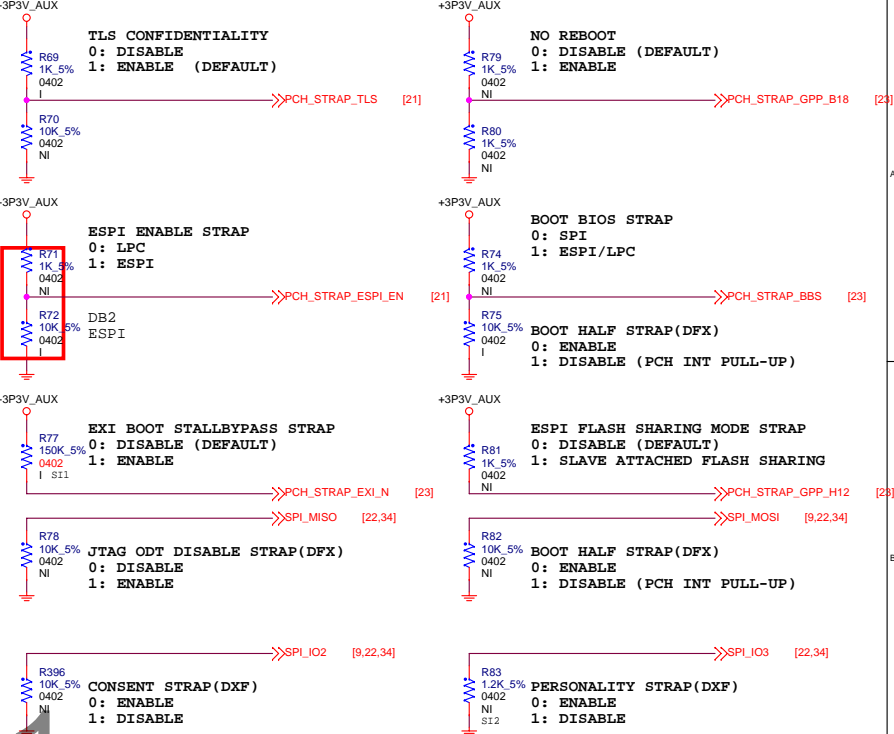 +3P3V_AUX
TLS CONFIDENTIALITY
0: DISABLE
1: ENABLE (DEFAULT)
R69
1K_5%
0402
I
PCH_STRAP_TLS [21]
R70
10K_5%
0402
NI
+3P3V_AUX
NO REBOOT
0: DISABLE (DEFAULT)
1: ENABLE
R79
1K_5%
0402
NI
PCH_STRAP_GPP_B18 [23]
R80
1K_5%
0402
NI
A
+3P3V_AUX
ESPI ENABLE STRAP
0: LPC
1: ESPI
R71
1K_5%
0402
NI
PCH_STRAP_ESPI_EN [21]
R72
10K_5%
0402
I
DB2
ESPI
+3P3V_AUX
BOOT BIOS STRAP
0: SPI
1: ESPI/LPC
R74
1K_5%
0402
NI
PCH_STRAP_BBS [23]
R75
10K_5%
0402
I
BOOT HALF STRAP(DFX)
0: ENABLE
1: DISABLE (PCH INT PULL-UP)
+3P3V_AUX
EXI BOOT STALLBYPASS STRAP
0: DISABLE (DEFAULT)
1: ENABLE
R77
150K_5%
0402
I SI1
PCH_STRAP_EXI_N [23]
SPI_MISO [22,34]
R78
10K_5%
0402
NI
JTAG ODT DISABLE STRAP(DFX)
0: DISABLE
1: ENABLE
+3P3V_AUX
ESPI FLASH SHARING MODE STRAP
0: DISABLE (DEFAULT)
1: SLAVE ATTACHED FLASH SHARING
R81
1K_5%
0402
NI
PCH_STRAP_GPP_H12 [23]
SPI_MOSI [9,22,34]
R82
10K_5%
0402
NI
BOOT HALF STRAP(DFX)
0: ENABLE
1: DISABLE (PCH INT PULL-UP)
B
SPI_IO2 [9,22,34]
R396
10K_5%
0402
NI
CONSENT STRAP(DXF)
0: ENABLE
1: DISABLE
SPI_IO3 [22,34]
R83
1.2K_5%
0402
NI
SI2
PERSONALITY STRAP(DXF)
0: ENABLE
1: DISABLE